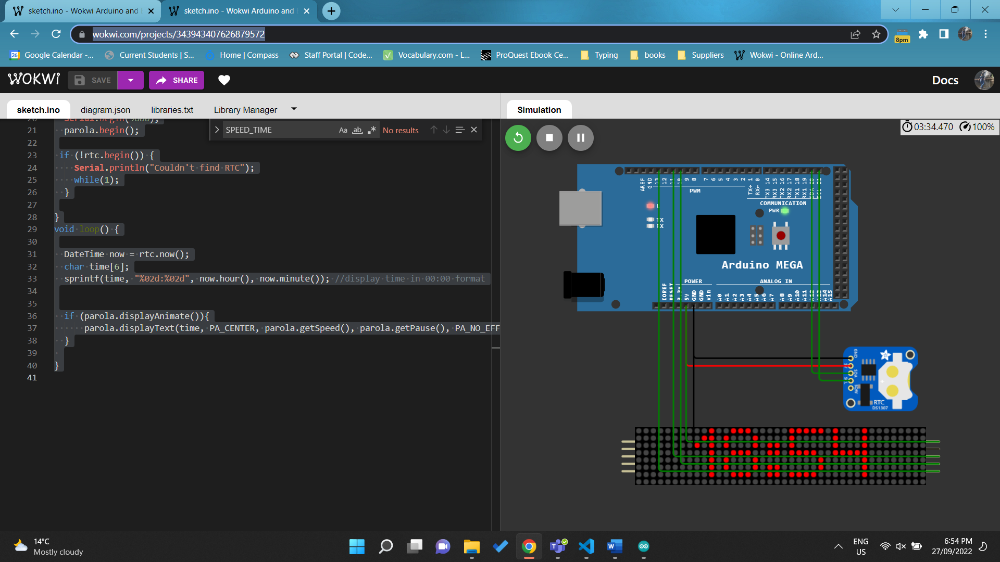 sketch.ino - Wokwi Arduino and
sketch.ino - Wokwi Arduino and
wokwi.com/projects/343943407626879572
8pm
26
Google Calendar -...
Current Students | S...
Home | Compass
Staff Portal | Code...
Vocabulary.com - L...
ProQuest Ebook Ce...
Typing
books
Suppliers
Wokwi - Online Ard...
WOKWi
SAVE
SHARE
Docs
sketch.ino
diagram.json
libraries.txt
Library Manager
Simulation
20 Serial.begin(9600);
SPEED_TIME
Aa
ab
No results
03:34.470
100%
21 parola.begin();
22
23 if (!rtc.begin()) {
24 Serial.println("Couldn't find RTC");
25 while(1);
26 }
27
28 }
29 void loop() {
30
31 DateTime now = rtc.now();
32 char time[6];
33 sprintf(time, "%02d:%02d", now.hour(), now.minute()); //display time in 00:00 format
34
35
36 if (parola.displayAnimate()){
37 parola.displayText(time, PA_CENTER, parola.getSpeed(), parola.getPause(), PA_NO_EFF
38 }
39
40 }
41
AREF
GND
13
12
11
10
9
8
7
6
5
4
3
2
TX→ 1
RX← 0
TX3 14
RX3 15
TX2 16
RX2 17
TX1 18
RX1 19
SDA 20
SCL 21
PWM
COMMUNICATION
PWR
L
TX
RX
Arduino MEGA
POWER
ANALOG IN
IOREF
RESET
3.3V
5V
GND
GND
Vin
A0
A1
A2
A3
A4
A5
A6
A7
A8
A9
A10
A11
A12
A13
A14
A15
GND
5V
SDA
SCL
SQW
RTC
DS1307
18:54
14°C
Mostly cloudy
ENG
US
6:54 PM
27/09/2022